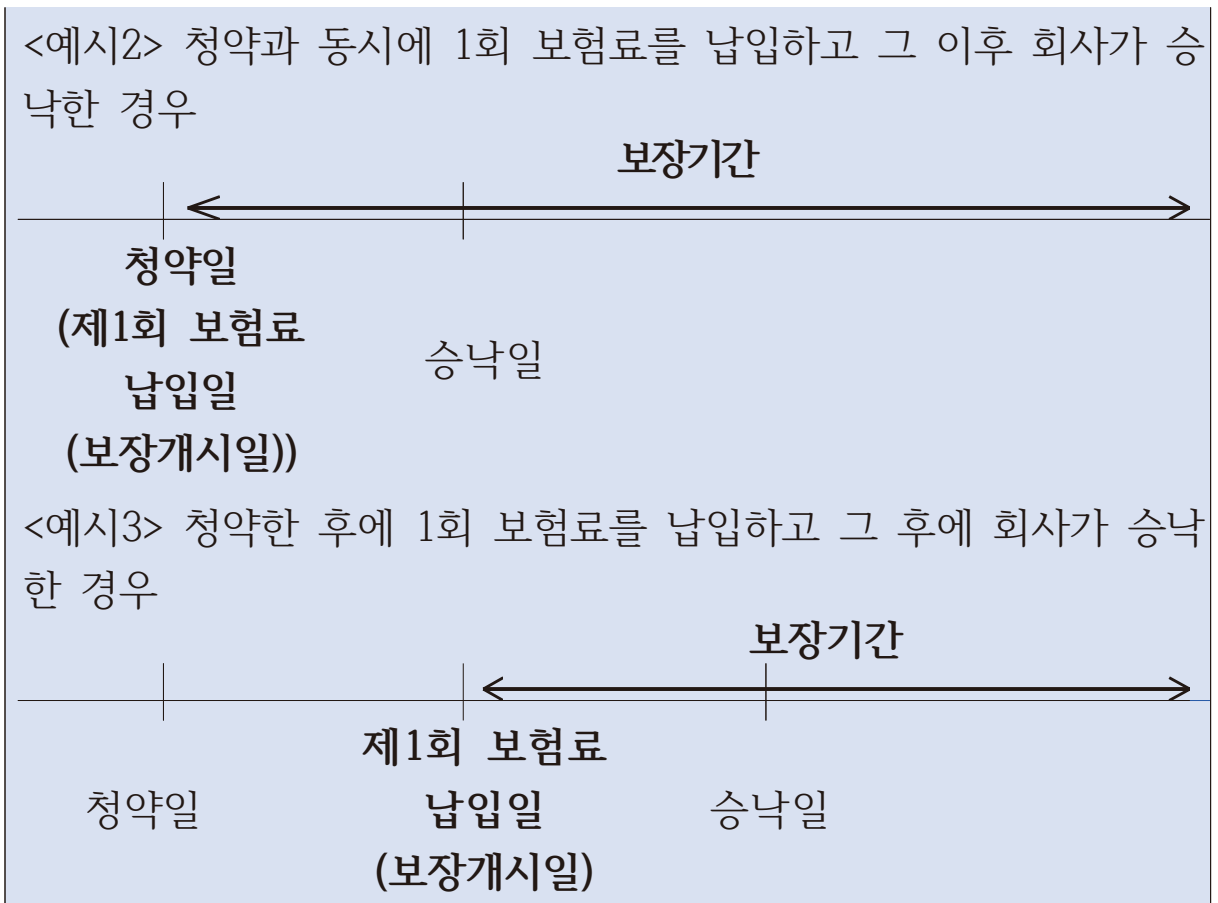 <예시2> 청약과 동시에 1회 보험료를 납입하고 그 이후 회사가 승
낙한 경우
보장기간
청약일
(제1회 보험료
납입일
(보장개시일))
승낙일
<예시3> 청약한 후에 1회 보험료를 납입하고 그 후에 회사가 승낙
한 경우
보장기간
청약일
제1회 보험료
납입일
(보장개시일)
승낙일